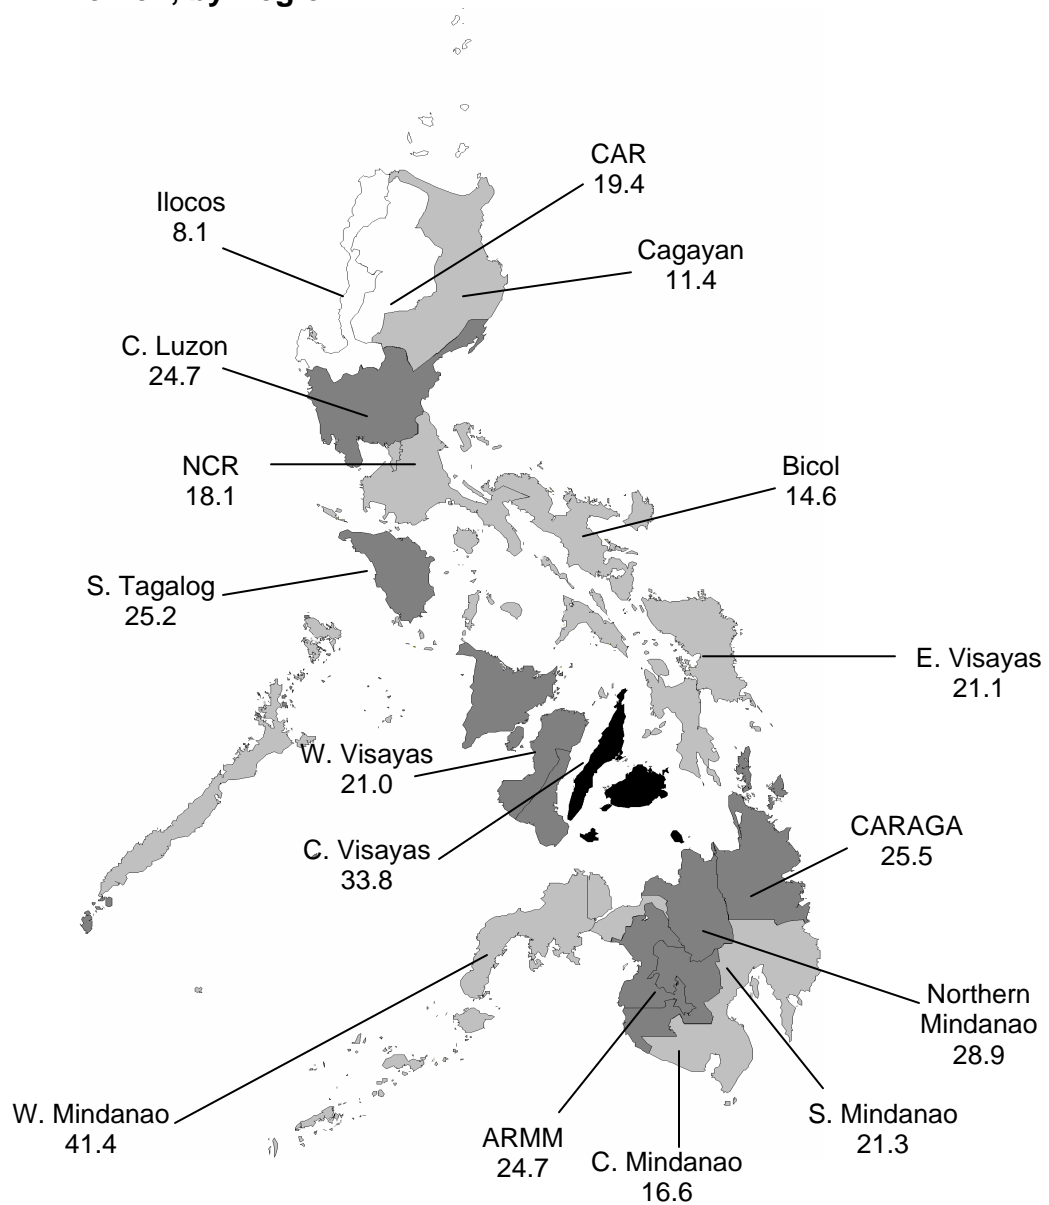 CAR
19.4
Ilocos
8.1
Cagayan
11.4
C. Luzon
24.7
NCR
18.1
Bicol
14.6
S. Tagalog
25.2
E. Visayas
21.1
W. Visayas
21.0
C. Visayas
33.8
CARAGA
25.5
Northern
Mindanao
28.9
W. Mindanao
41.4
S. Mindanao
21.3
ARMM
24.7
C. Mindanao
16.6